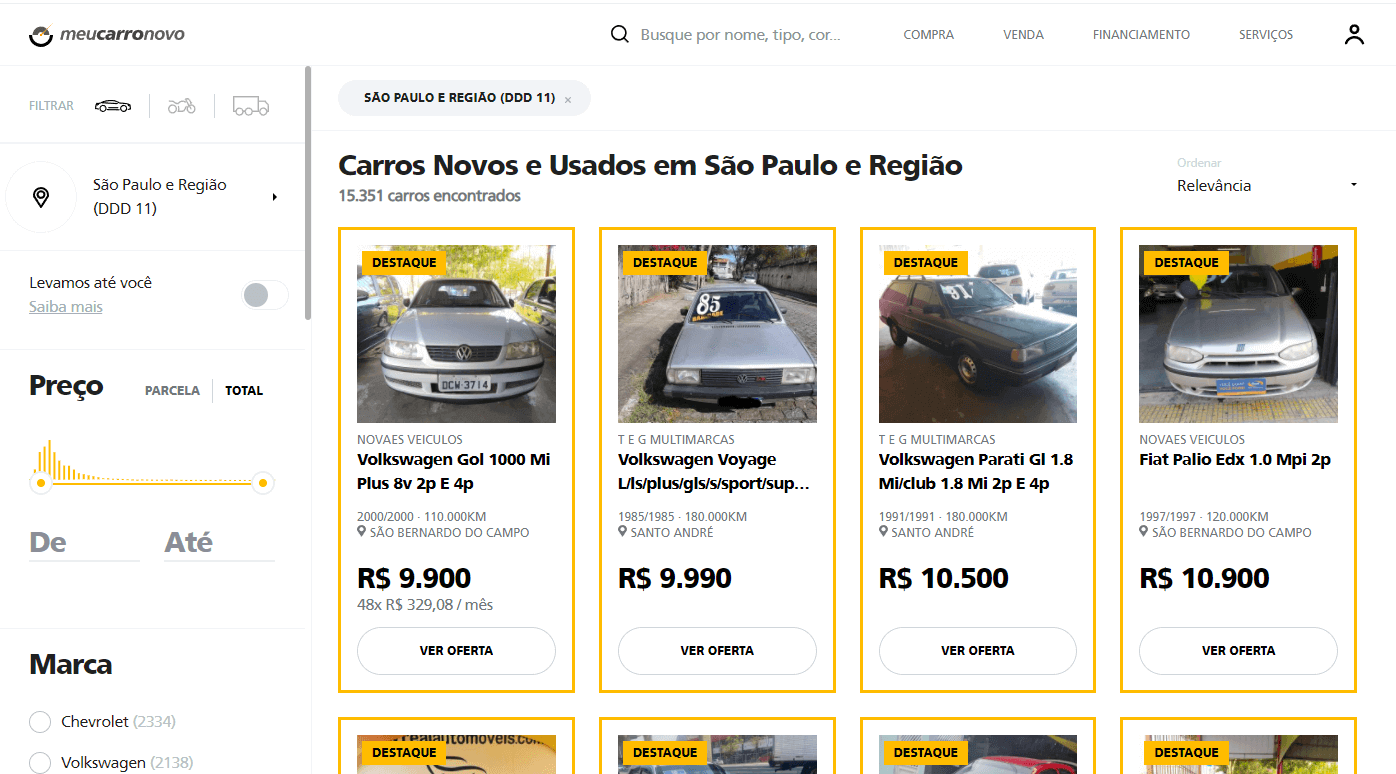 meucarronovo
Busque por nome, tipo, cor...
COMPRA
VENDA
FINANCIAMENTO
SERVIÇOS
FILTRAR
São Paulo e Região
(DDD 11)
Levamos até você
Saiba mais
Preço
PARCELA
TOTAL
De
Até
Marca
Chevrolet (2334)
Volkswagen (2138)
SÃO PAULO E REGIÃO (DDD 11) ×
Carros Novos e Usados em São Paulo e Região
15.351 carros encontrados
Ordenar
Relevância
DESTAQUE
DCW-3714
NOVAES VEICULOS
Volkswagen Gol 1000 Mi
Plus 8v 2p E 4p
2000/2000 · 110.000KM
SÃO BERNARDO DO CAMPO
R$ 9.900
48x R$ 329,08 / mês
VER OFERTA
DESTAQUE
85
T E G MULTIMARCAS
Volkswagen Voyage
L/ls/plus/gls/s/sport/sup...
1985/1985 · 180.000KM
SANTO ANDRÉ
R$ 9.990
VER OFERTA
DESTAQUE
91
T E G MULTIMARCAS
Volkswagen Parati Gl 1.8
Mi/club 1.8 Mi 2p E 4p
1991/1991 · 180.000KM
SANTO ANDRÉ
R$ 10.500
VER OFERTA
DESTAQUE
NOVAES VEICULOS
Fiat Palio Edx 1.0 Mpi 2p
1997/1997 · 120.000KM
SÃO BERNARDO DO CAMPO
R$ 10.900
VER OFERTA
DESTAQUE
DESTAQUE
DESTAQUE
DESTAQUE